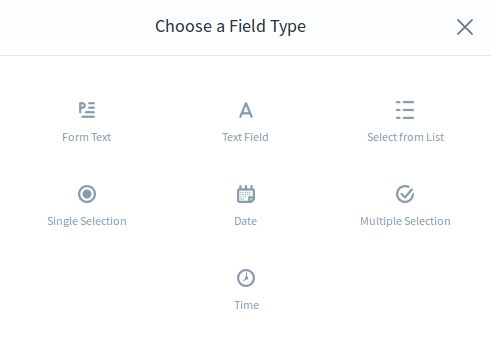 Choose a Field Type
Form Text
Text Field
Select from List
Single Selection
Date
Multiple Selection
Time